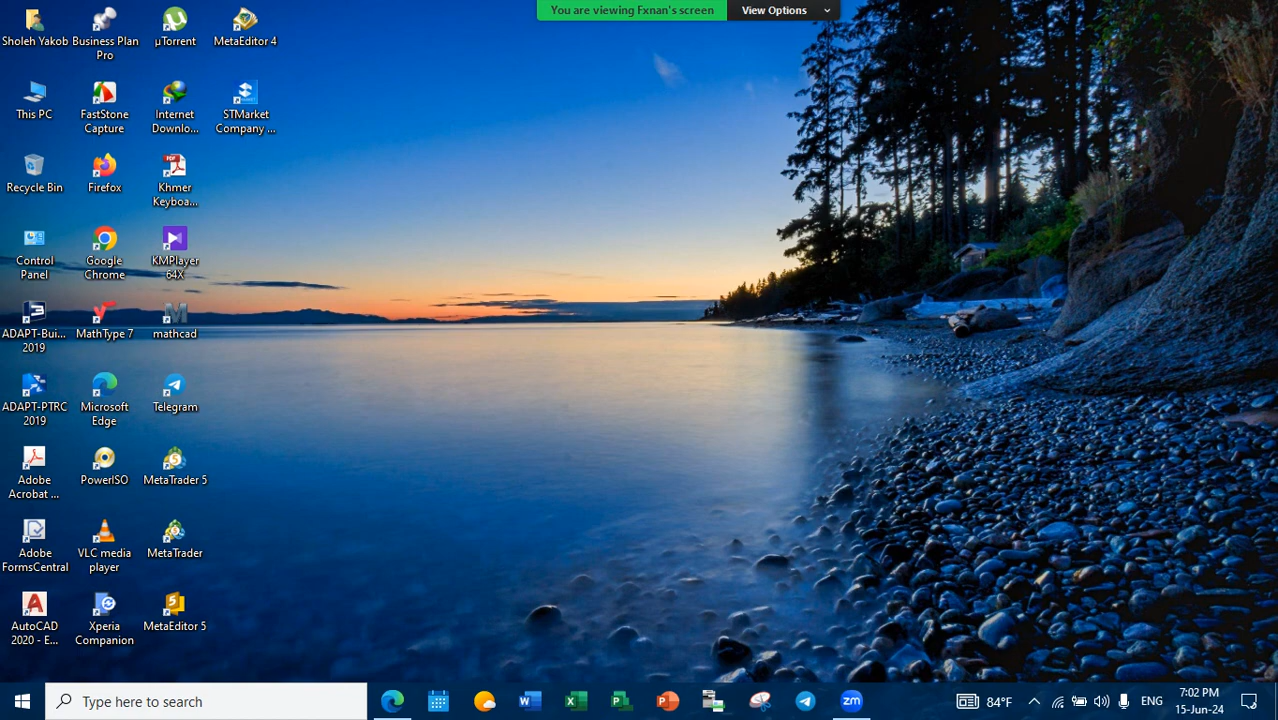 You are viewing Fxnan's screen
View Options
Sholeh Yakob
Business Plan
Pro
µTorrent
MetaEditor 4
This PC
FastStone
Capture
Internet
Downlo...
STMarket
Company ...
Recycle Bin
Firefox
Khmer
Keyboa...
Control
Panel
Google
Chrome
KMPlayer
64X
ADAPT-Bui...
2019
MathType 7
mathcad
ADAPT-PTRC
2019
Microsoft
Edge
Telegram
Adobe
Acrobat ...
PowerISO
MetaTrader 5
Adobe
FormsCentral
VLC media
player
MetaTrader
AutoCAD
2020 - E...
Xperia
Companion
MetaEditor 5
Type here to search
zm
84°F
ENG
7:02 PM
15-Jun-24